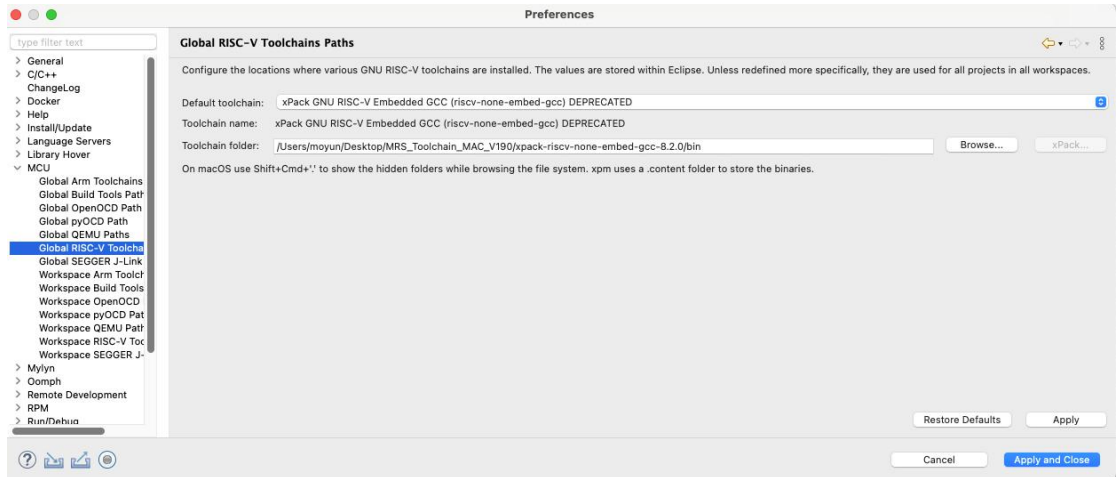 Preferences
type filter text
General
C/C++
ChangeLog
Docker
Help
Install/Update
Language Servers
Library Hover
MCU
Global Arm Toolchains
Global Build Tools Path
Global OpenOCD Path
Global pyOCD Path
Global QEMU Paths
Global RISC-V Toolcha
Global SEGGER J-Link
Workspace Arm Toolch
Workspace Build Tools
Workspace OpenOCD
Workspace pyOCD Pat
Workspace QEMU Path
Workspace RISC-V Toc
Workspace SEGGER J-
Mylyn
Oomph
Remote Development
RPM
Run/Debug
Global RISC-V Toolchains Paths
Configure the locations where various GNU RISC-V toolchains are installed. The values are stored within Eclipse. Unless redefined more specifically, they are used for all projects in all workspaces.
Default toolchain: xPack GNU RISC-V Embedded GCC (riscv-none-embed-gcc) DEPRECATED
Toolchain name: xPack GNU RISC-V Embedded GCC (riscv-none-embed-gcc) DEPRECATED
Toolchain folder: /Users/moyun/Desktop/MRS_Toolchain_MAC_V190/xpack-riscv-none-embed-gcc-8.2.0/bin Browse... xPack...
On macOS use Shift+Cmd+'.' to show the hidden folders while browsing the file system. xpm uses a .content folder to store the binaries.
Restore Defaults Apply
Cancel Apply and Close